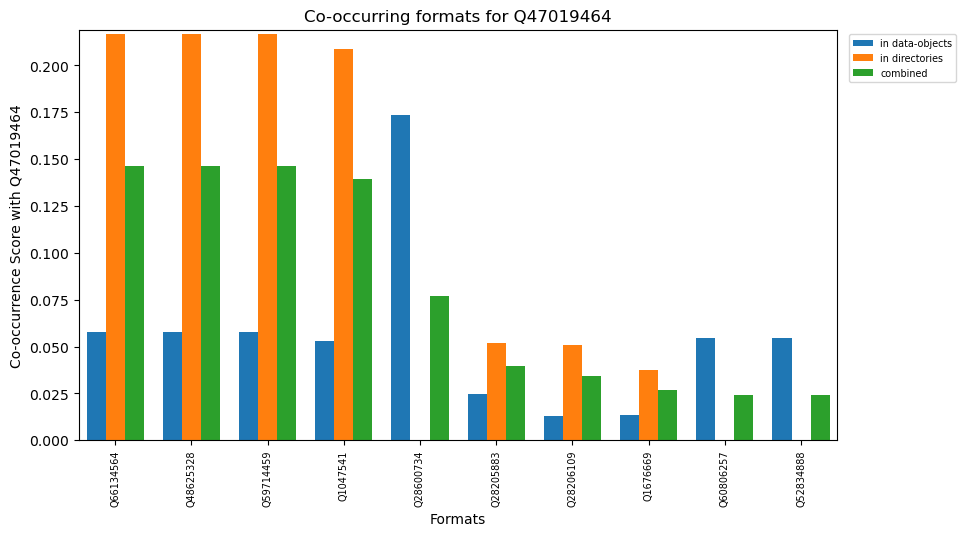 Co-occurring formats for Q47019464
in data-objects
in directories
combined
Co-occurrence Score with Q47019464
0.200
0.175
0.150
0.125
0.100
0.075
0.050
0.025
0.000
Q66134564
Q48625328
Q59714459
Q1047541
Q28600734
Q28205883
Q28206109
Q1676669
Q60806257
Q52834888
Formats